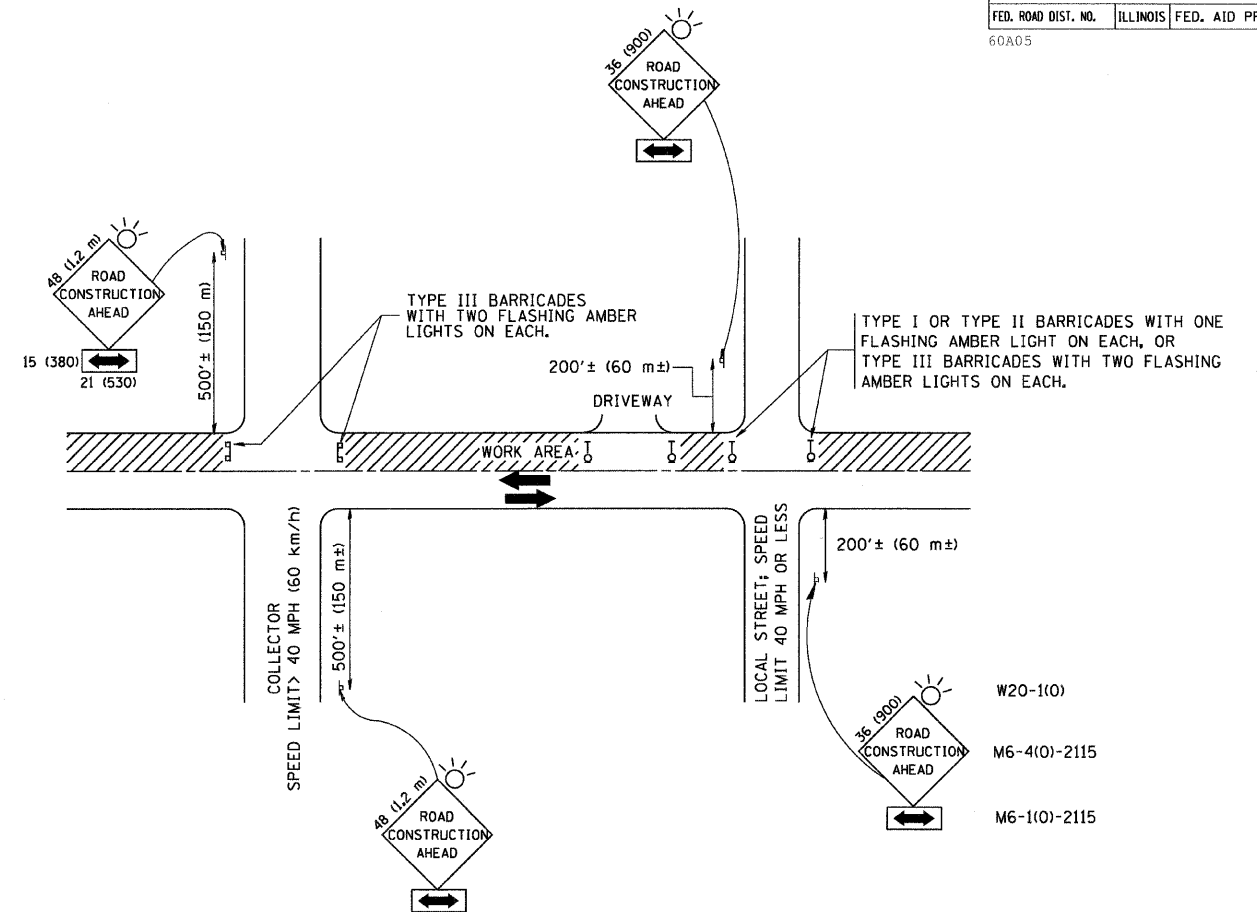 FED. ROAD DIST. NO. ILLINOIS FED. AID PR
60A05
36 (900)
ROAD
CONSTRUCTION
AHEAD
48 (1.2 m)
ROAD
CONSTRUCTION
AHEAD
15 (380)
21 (530)
500'± (150 m)
TYPE III BARRICADES
WITH TWO FLASHING AMBER
LIGHTS ON EACH.
200'± (60 m±)
DRIVEWAY
TYPE I OR TYPE II BARRICADES WITH ONE
FLASHING AMBER LIGHT ON EACH, OR
TYPE III BARRICADES WITH TWO FLASHING
AMBER LIGHTS ON EACH.
WORK AREA
COLLECTOR
SPEED LIMIT> 40 MPH (60 km/h)
500'± (150 m±)
LOCAL STREET; SPEED
LIMIT 40 MPH OR LESS
200'± (60 m±)
48 (1.2 m)
ROAD
CONSTRUCTION
AHEAD
36 (900)
ROAD
CONSTRUCTION
AHEAD
W20-1(O)
M6-4(O)-2115
M6-1(O)-2115